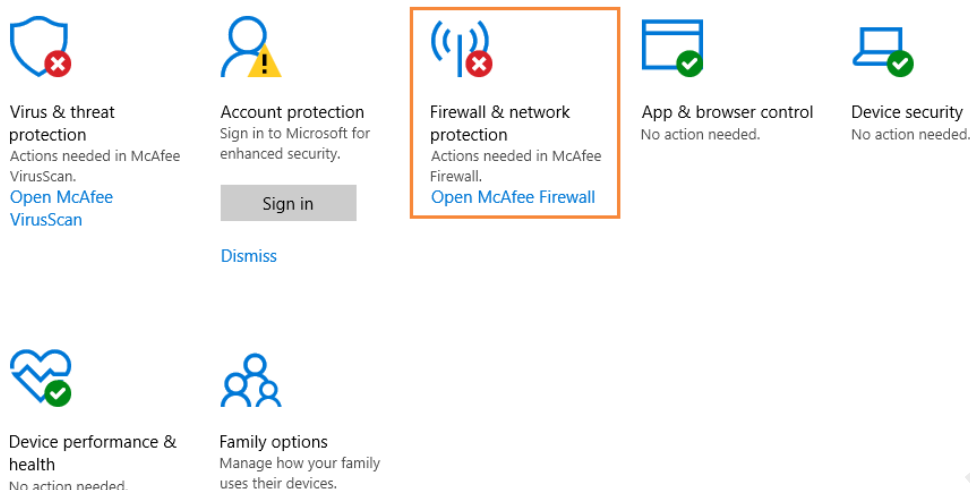 Virus & threat
protection
Actions needed in McAfee
VirusScan.
Open McAfee
VirusScan
Account protection
Sign in to Microsoft for
enhanced security.
Sign in
Dismiss
Firewall & network
protection
Actions needed in McAfee
Firewall.
Open McAfee Firewall
App & browser control
No action needed.
Device security
No action needed.
Device performance &
health
No action needed.
Family options
Manage how your family
uses their devices.